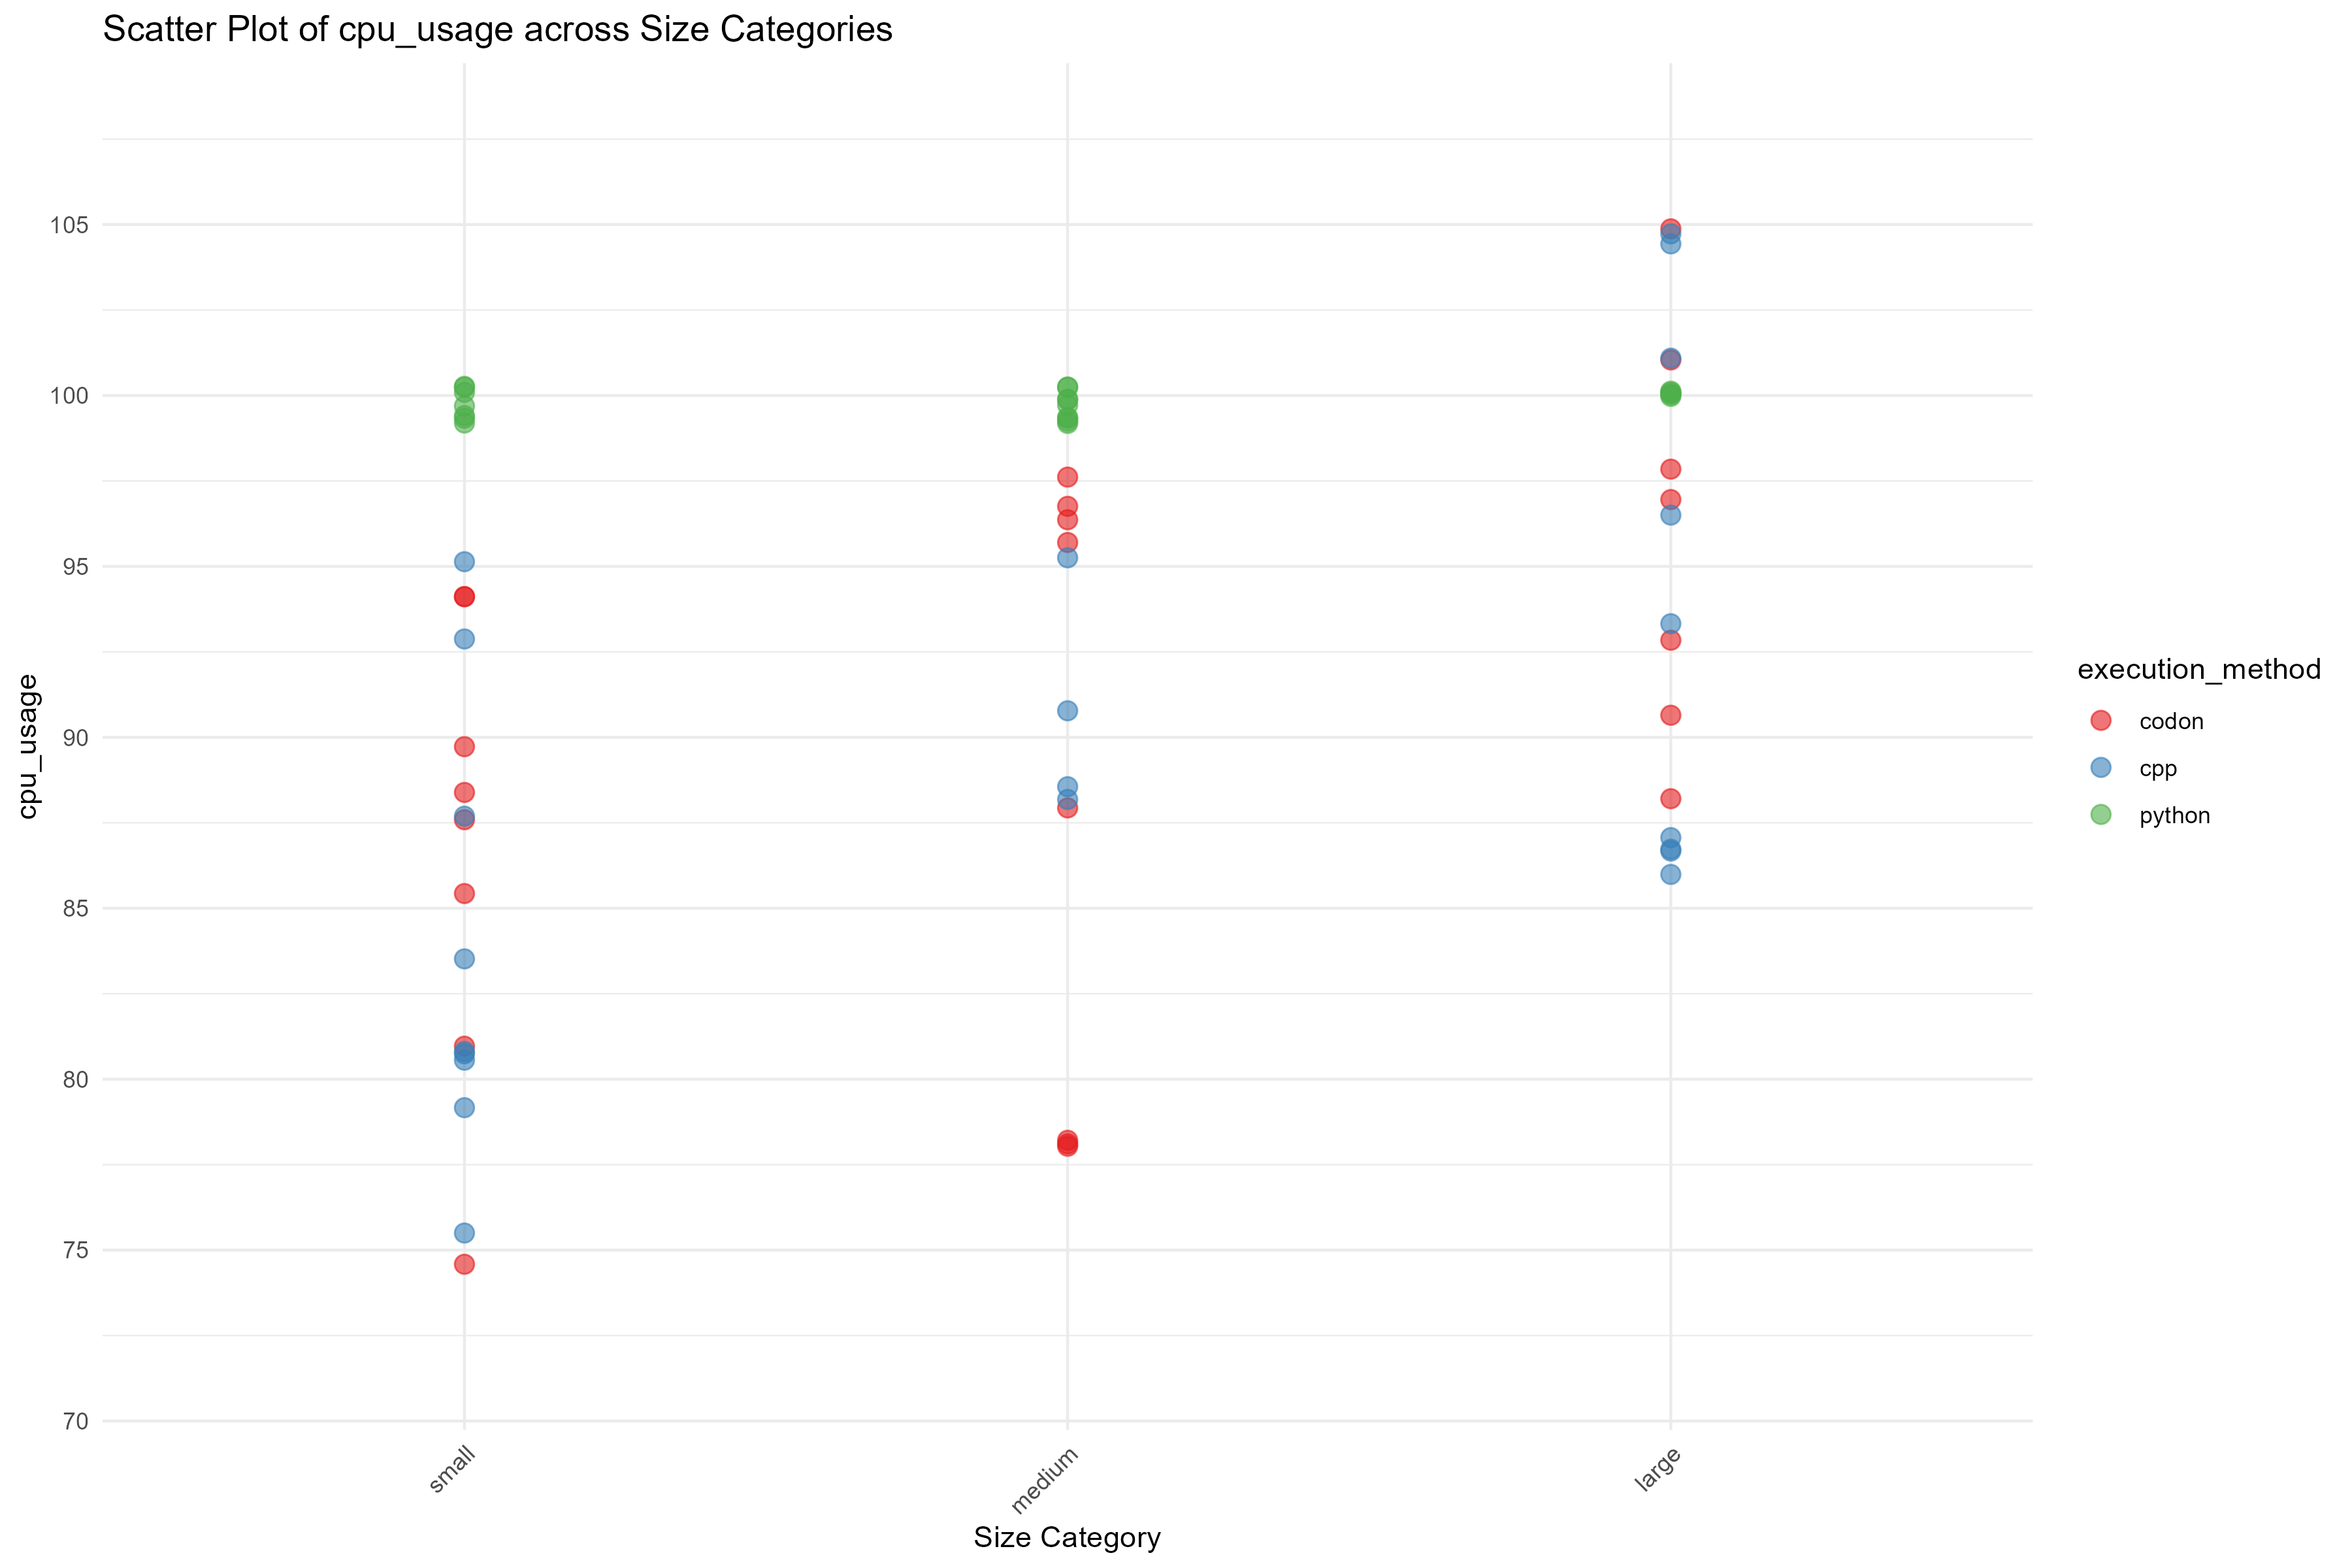 Scatter Plot of cpu_usage across Size Categories
cpu_usage
105
100
95
90
85
80
75
70
small
medium
large
Size Category
execution_method
codon
cpp
python